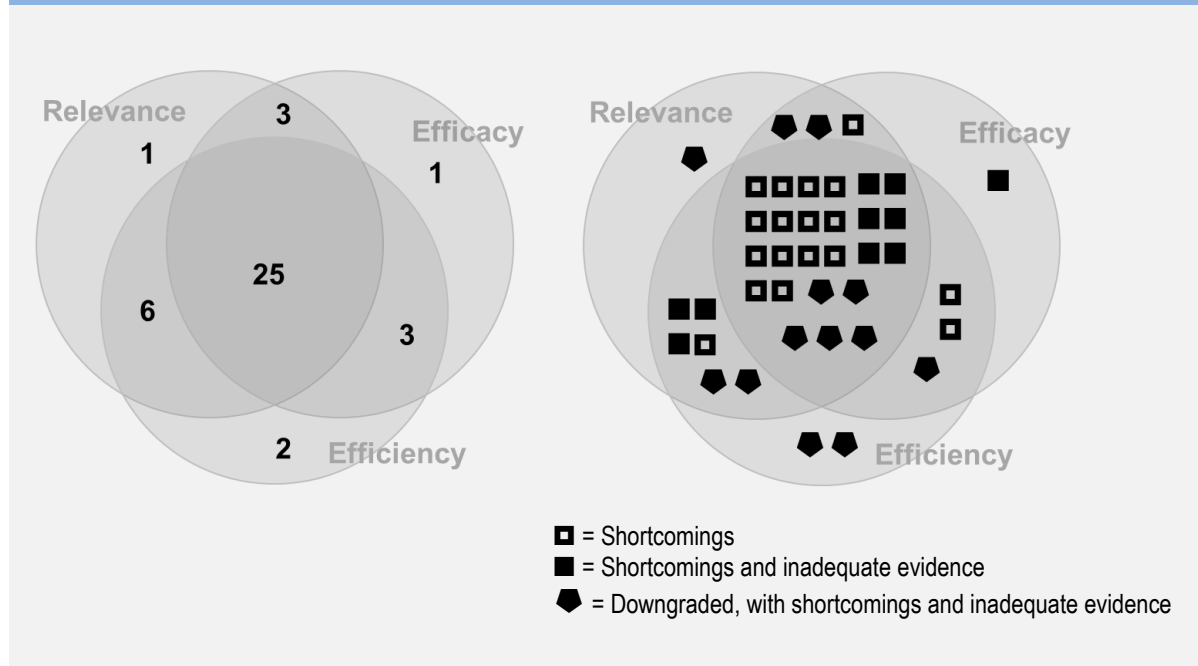 Relevance
3
Efficacy
1
1
25
6
3
2
Efficiency
Relevance
Efficacy
Efficiency
= Shortcomings
= Shortcomings and inadequate evidence
= Downgraded, with shortcomings and inadequate evidence